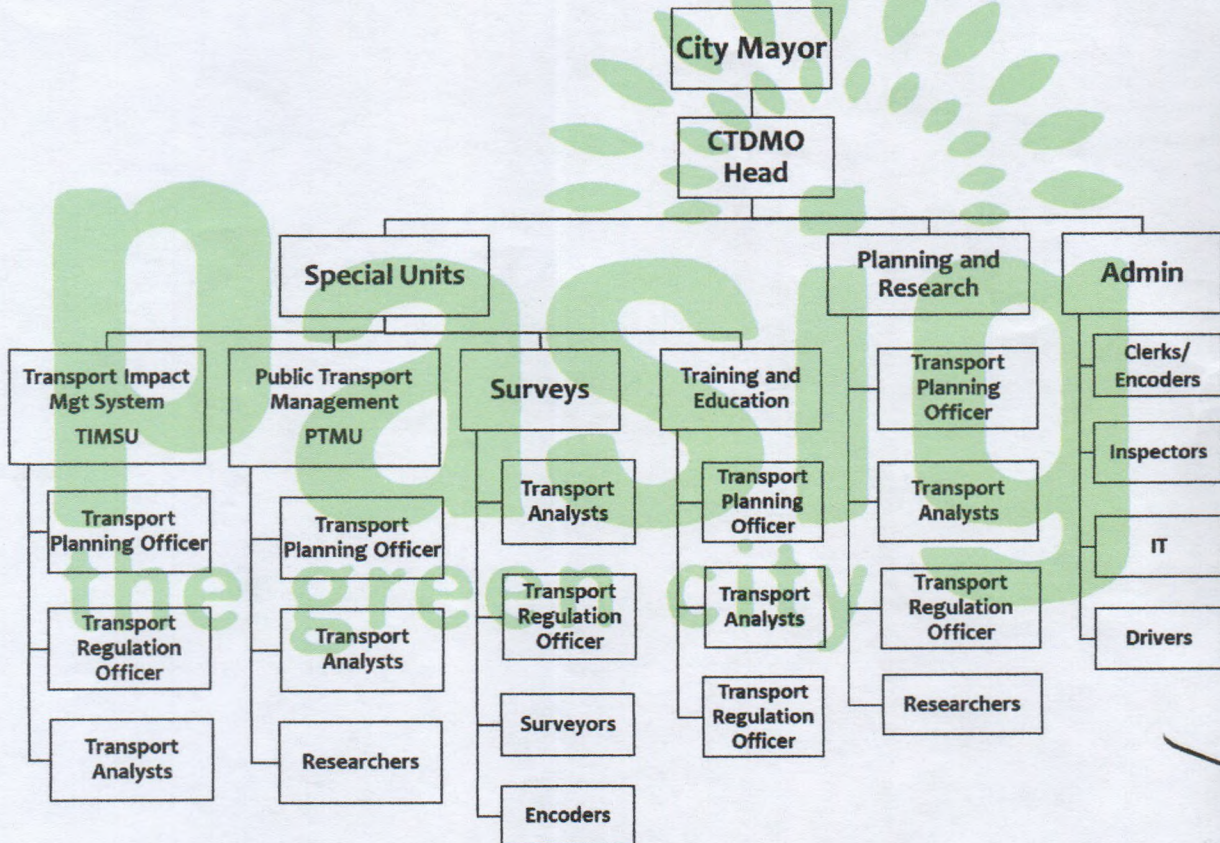 City Mayor
CTDMO
Head
Special Units
Planning and
Research
Admin
Transport Impact
Mgt System
TIMSU
Public Transport
Management
PTMU
Surveys
Training and
Education
Transport
Planning Officer
Transport
Regulation
Officer
Transport
Analysts
Transport
Planning Officer
Transport
Analysts
Researchers
Transport
Analysts
Transport
Regulation
Officer
Surveyors
Encoders
Transport
Planning
Officer
Transport
Analysts
Transport
Regulation
Officer
Transport
Planning
Officer
Transport
Analysts
Transport
Regulation
Officer
Researchers
Clerks/
Encoders
Inspectors
IT
Drivers
pasig
the green city